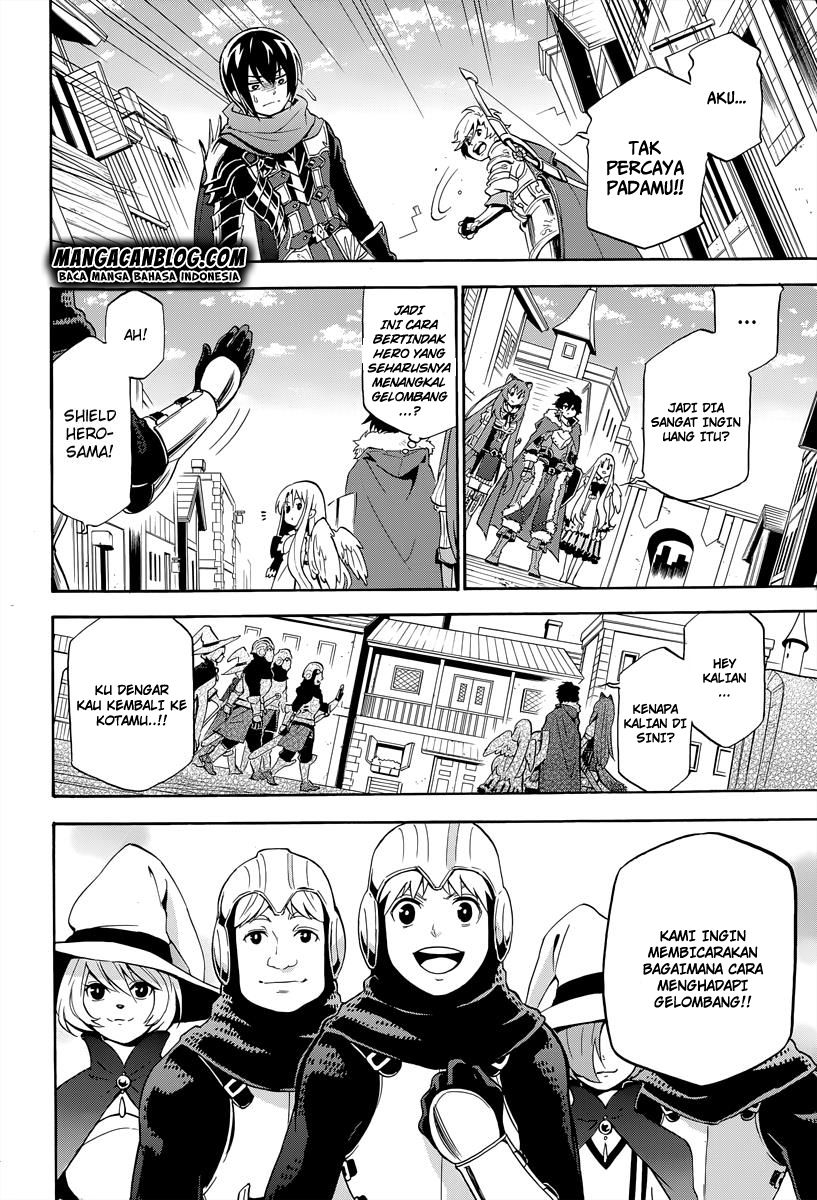 AKU...
TAK
PERCAYA
PADAMU!!
MANGACANBLOG.COM
BACA MANGA BAHASA INDONESIA
...
JADI DIA
SANGAT INGIN
UANG ITU?
JADI
INI CARA
BERTINDAK
HERO YANG
SEHARUSNYA
MENANGKAL
GELOMBANG
...?
AH!
SHIELD
HERO-
SAMA!
HEY
KALIAN
...
KENAPA
KALIAN DI
SINI?
KU DENGAR
KAU KEMBALI KE
KOTAMU..!!
KAMI INGIN
MEMBICARAKAN
BAGAIMANA CARA
MENGHADAPI
GELOMBANG!!